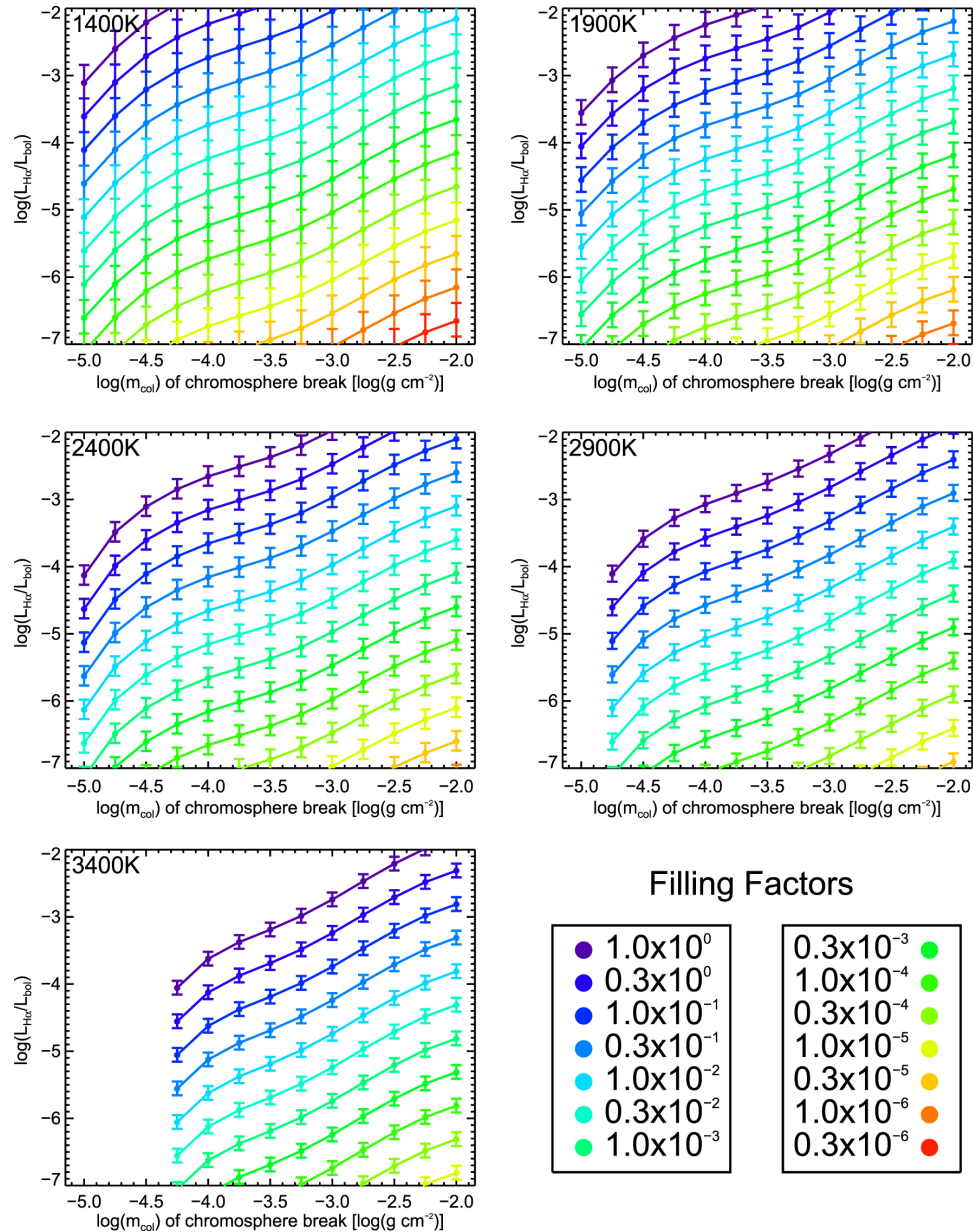 1400K
−2
−3
−4
−5
−6
−7
log(L_Hα/L_bol)
−5.0 −4.5 −4.0 −3.5 −3.0 −2.5 −2.0
log(m_col) of chromosphere break [log(g cm⁻²)]
1900K
−2
−3
−4
−5
−6
−7
log(L_Hα/L_bol)
−5.0 −4.5 −4.0 −3.5 −3.0 −2.5 −2.0
log(m_col) of chromosphere break [log(g cm⁻²)]
2400K
−2
−3
−4
−5
−6
−7
log(L_Hα/L_bol)
−5.0 −4.5 −4.0 −3.5 −3.0 −2.5 −2.0
log(m_col) of chromosphere break [log(g cm⁻²)]
2900K
−2
−3
−4
−5
−6
−7
log(L_Hα/L_bol)
−5.0 −4.5 −4.0 −3.5 −3.0 −2.5 −2.0
log(m_col) of chromosphere break [log(g cm⁻²)]
3400K
−2
−3
−4
−5
−6
−7
log(L_Hα/L_bol)
−5.0 −4.5 −4.0 −3.5 −3.0 −2.5 −2.0
log(m_col) of chromosphere break [log(g cm⁻²)]
Filling Factors
1.0x10⁰
0.3x10⁰
1.0x10⁻¹
0.3x10⁻¹
1.0x10⁻²
0.3x10⁻²
1.0x10⁻³
0.3x10⁻³
1.0x10⁻⁴
0.3x10⁻⁴
1.0x10⁻⁵
0.3x10⁻⁵
1.0x10⁻⁶
0.3x10⁻⁶